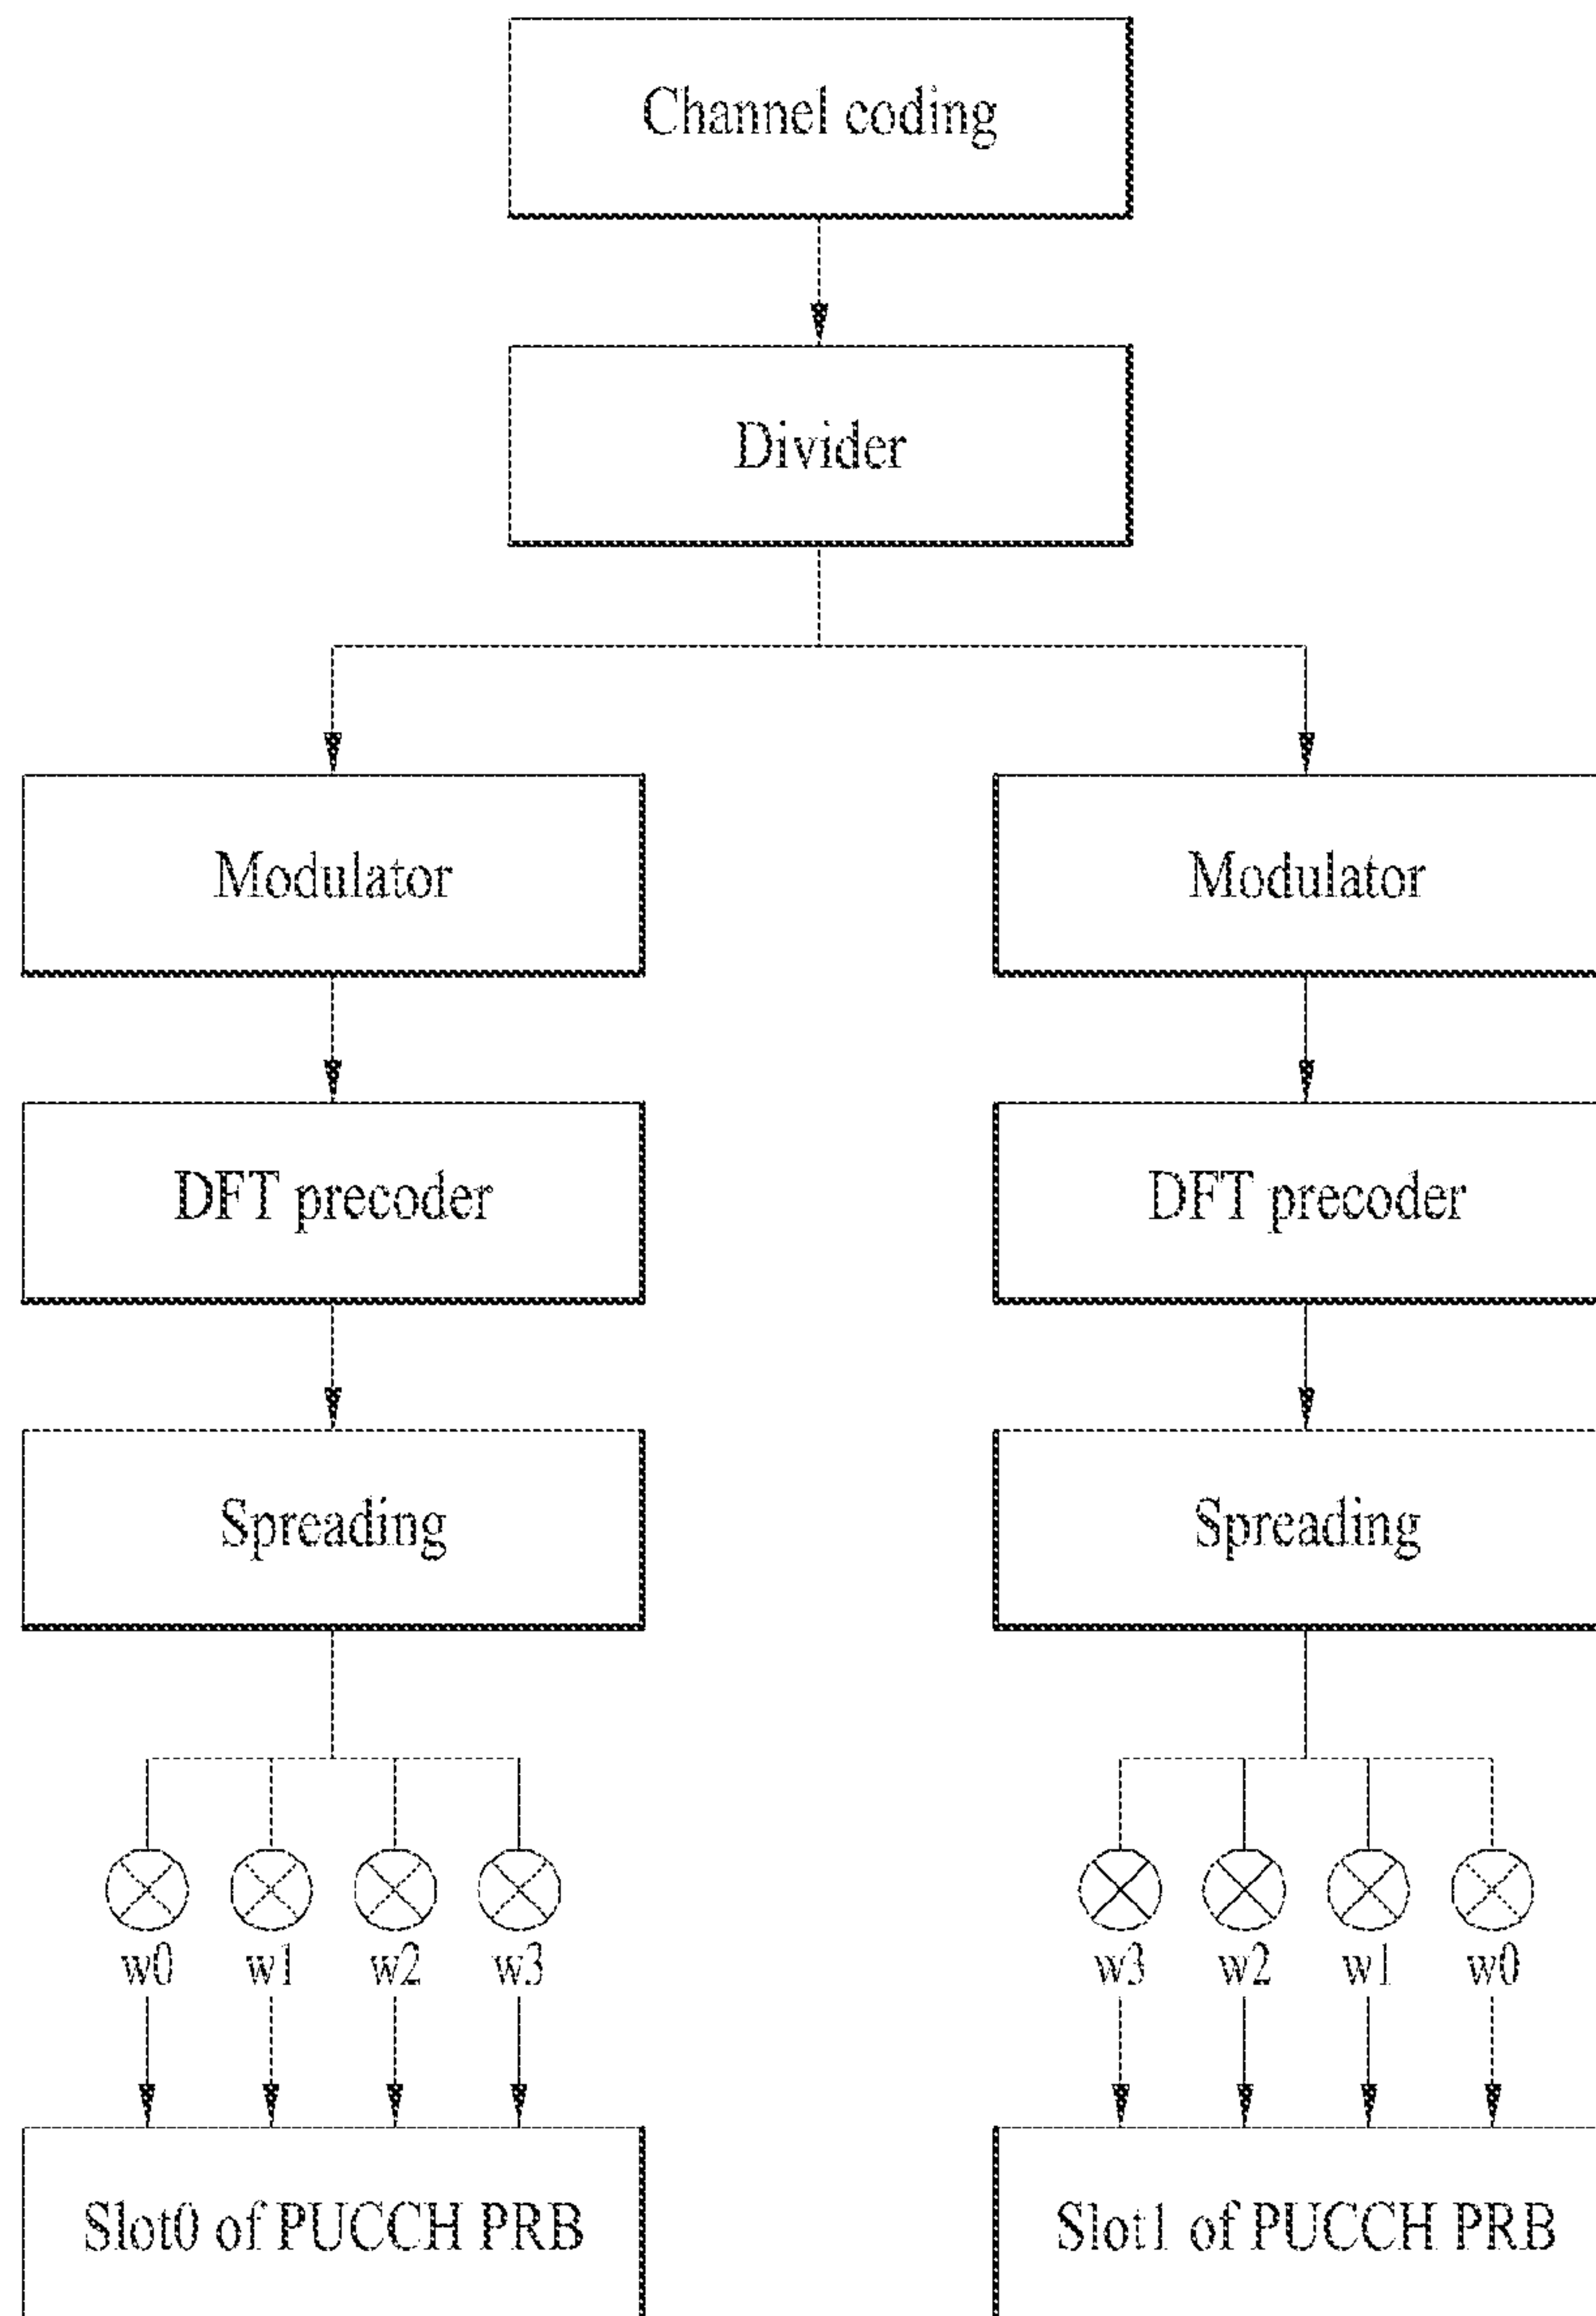 Channel coding
Divider
Modulator Modulator
DFT precoder DFT precoder
Spreading Spreading
w0 w1 w2 w3 w3 w2 w1 w0
Slot0 of PUCCH PRB Slot1 of PUCCH PRB